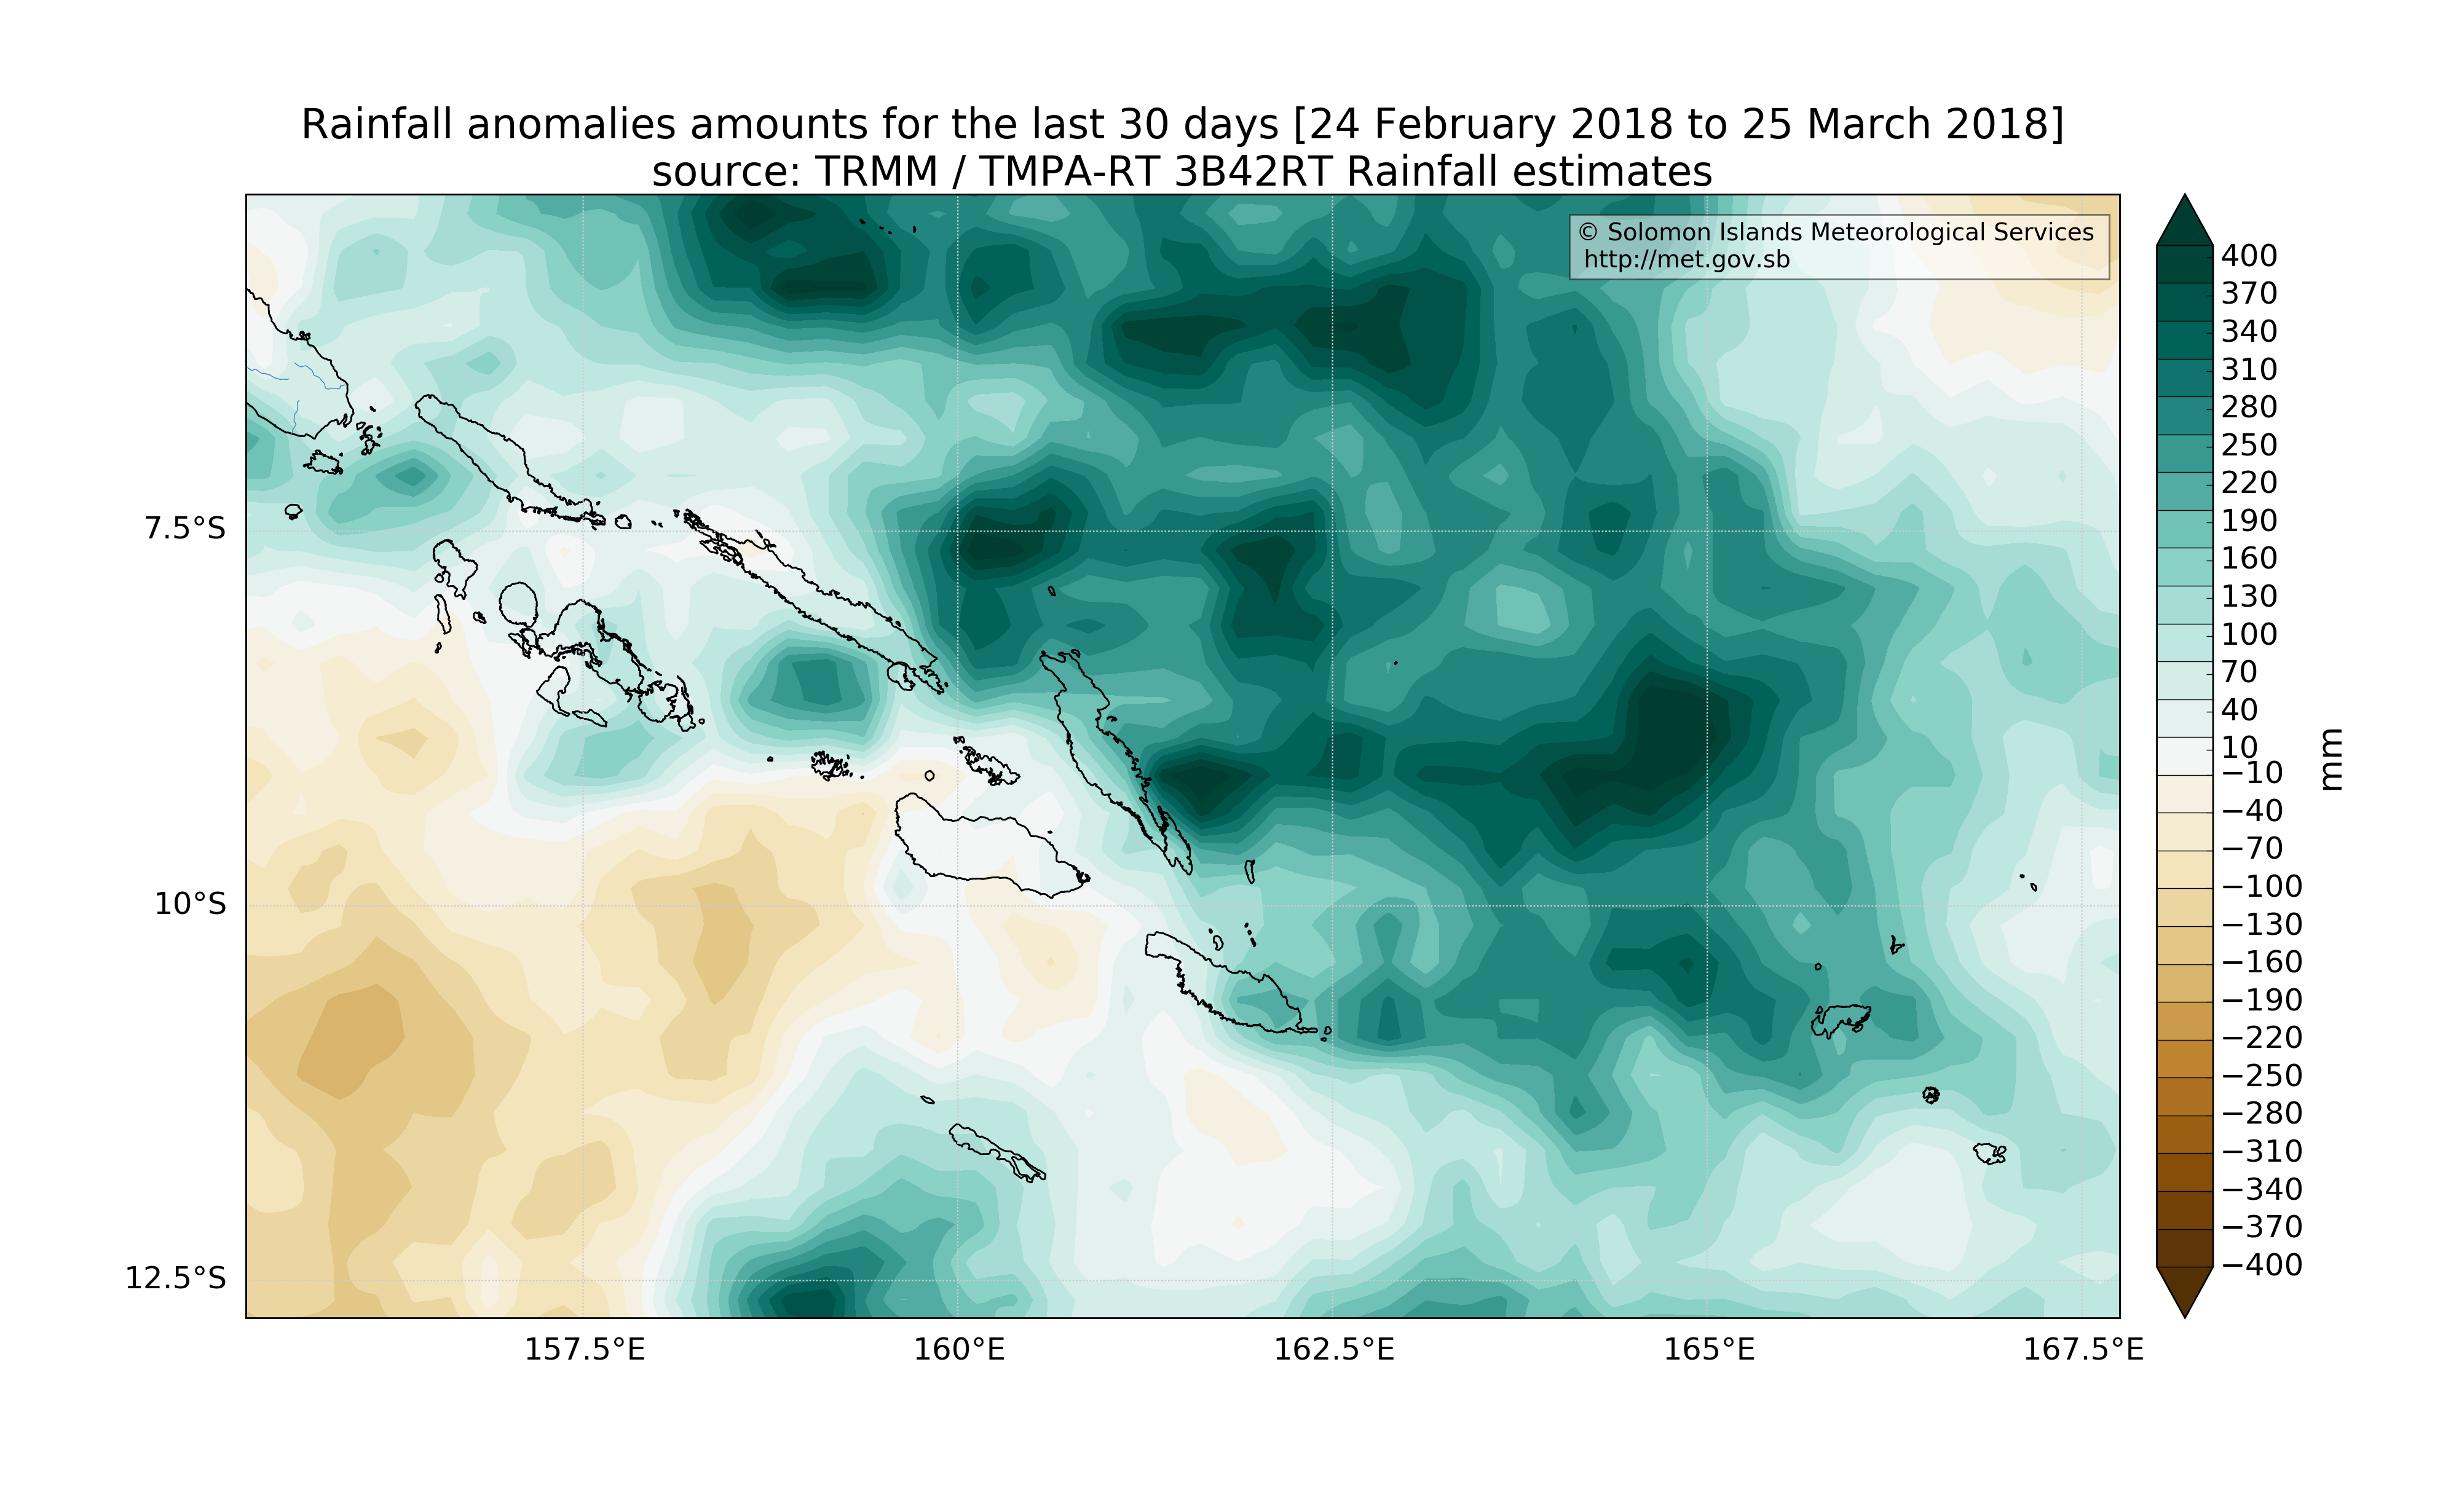 Rainfall anomalies amounts for the last 30 days [24 February 2018 to 25 March 2018]
source: TRMM / TMPA-RT 3B42RT Rainfall estimates
© Solomon Islands Meteorological Services
http://met.gov.sb
7.5°S
10°S
12.5°S
157.5°E
160°E
162.5°E
165°E
167.5°E
400
370
340
310
280
250
220
190
160
130
100
70
40
10
−10
−40
−70
−100
−130
−160
−190
−220
−250
−280
−310
−340
−370
−400
mm